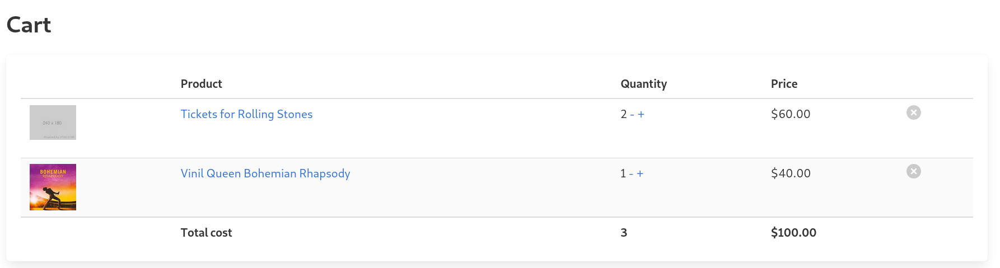 Cart
Product Quantity Price
240 x 180
Tickets for Rolling Stones 2 - + $60.00
BOHEMIAN
RHAPSODY
Vinil Queen Bohemian Rhapsody 1 - + $40.00
Total cost 3 $100.00